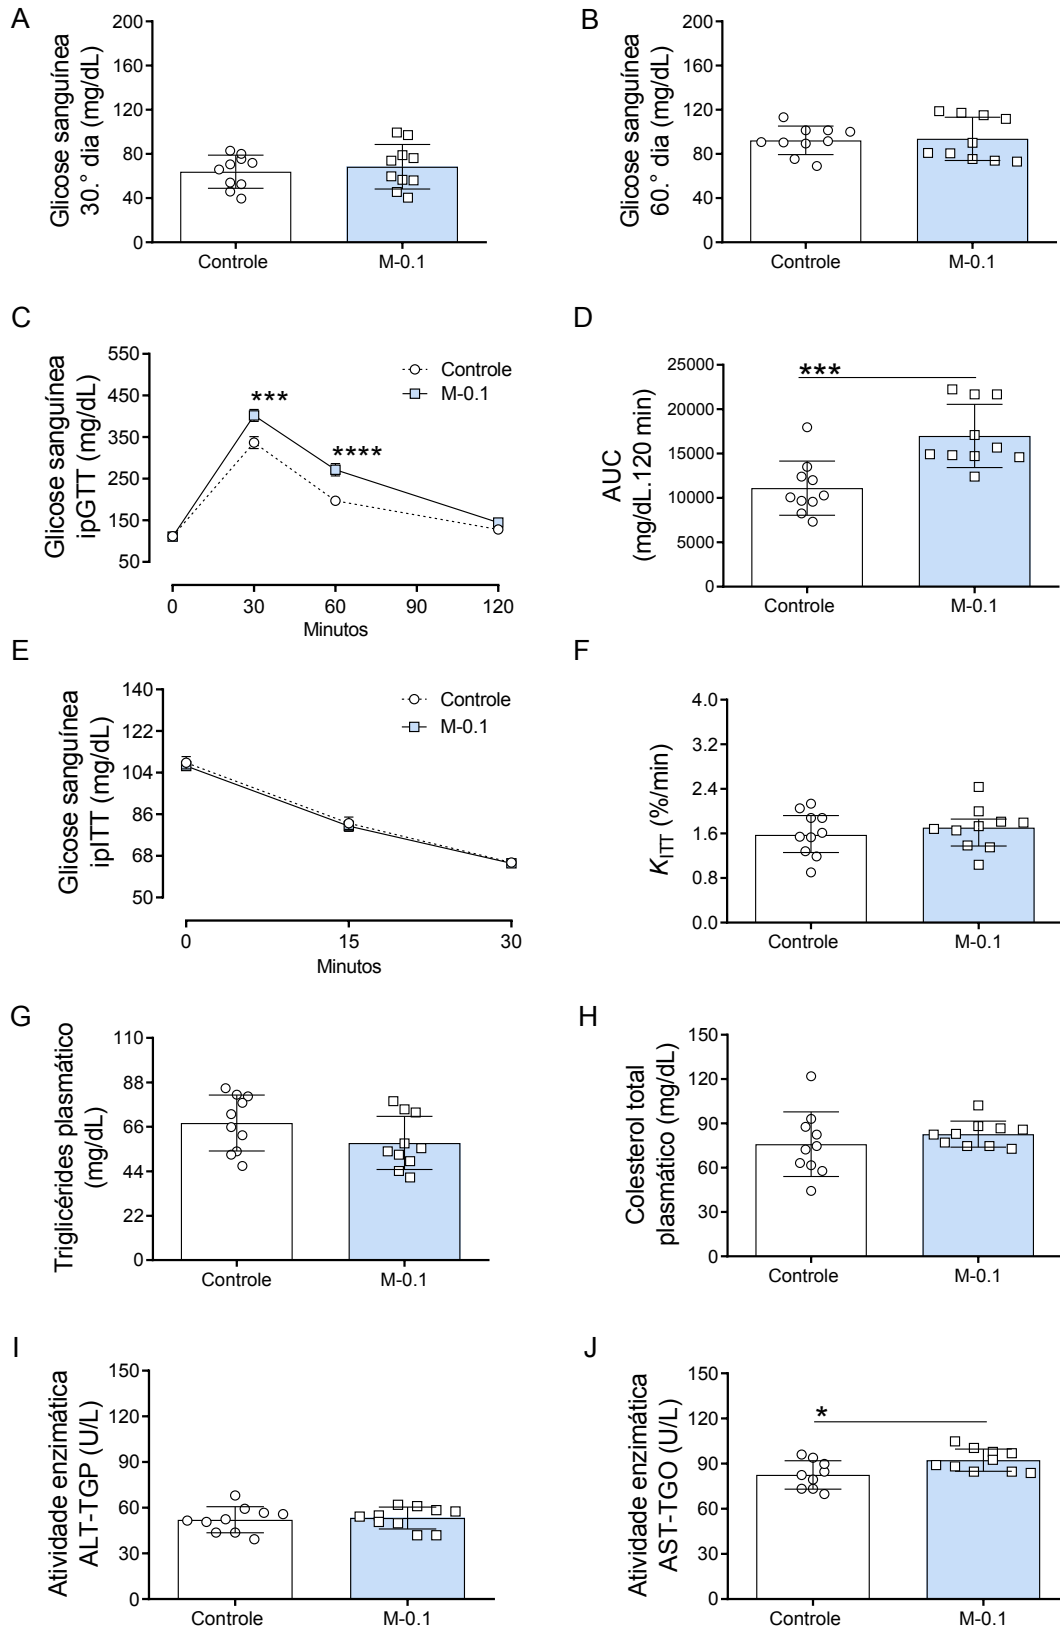 A
Glicose sanguínea
30.° dia (mg/dL)
200
160
120
80
40
0
Controle
M-0.1
B
Glicose sanguínea
60.° dia (mg/dL)
200
160
120
80
40
0
Controle
M-0.1
C
Glicose sanguínea
ipGTT (mg/dL)
550
450
350
250
150
50
***
****
Controle
M-0.1
0
30
60
90
120
Minutos
D
AUC
(mg/dL.120 min)
25000
20000
15000
10000
5000
0
***
Controle
M-0.1
E
Glicose sanguínea
ipITT (mg/dL)
140
122
104
86
68
50
Controle
M-0.1
0
15
30
Minutos
F
KITT (%/min)
4.0
3.2
2.4
1.6
0.8
0.0
Controle
M-0.1
G
Triglicérides plasmático
(mg/dL)
110
88
66
44
22
0
Controle
M-0.1
H
Colesterol total
plasmático (mg/dL)
150
120
90
60
30
0
Controle
M-0.1
I
Atividade enzimática
ALT-TGP (U/L)
150
120
90
60
30
0
Controle
M-0.1
J
Atividade enzimática
AST-TGO (U/L)
150
120
90
60
30
0
*
Controle
M-0.1